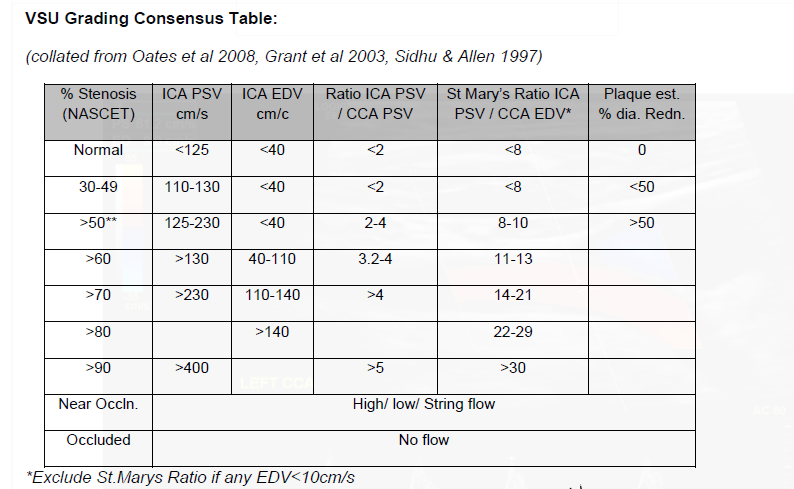 VSU Grading Consensus Table:
(collated from Oates et al 2008, Grant et al 2003, Sidhu & Allen 1997)
% Stenosis (NASCET) | ICA PSV cm/s | ICA EDV cm/c | Ratio ICA PSV / CCA PSV | St Mary's Ratio ICA PSV / CCA EDV* | Plaque est. % dia. Redn.
Normal | <125 | <40 | <2 | <8 | 0
30-49 | 110-130 | <40 | <2 | <8 | <50
>50** | 125-230 | <40 | 2-4 | 8-10 | >50
>60 | >130 | 40-110 | 3.2-4 | 11-13
>70 | >230 | 110-140 | >4 | 14-21
>80 | >140 | 22-29
>90 | >400 | >5 | >30
LEFT CCA
Near Occln. | High/ low/ String flow
Occluded | No flow
*Exclude St.Marys Ratio if any EDV<10cm/s